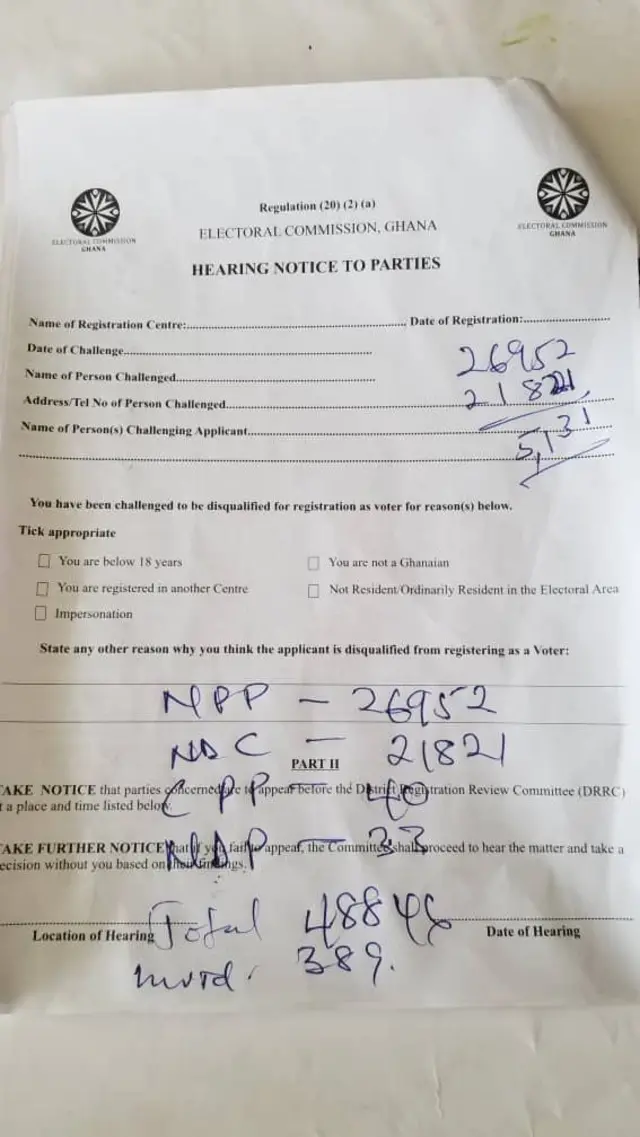 Regulation (20) (2) (a)
ELECTORAL COMMISSION
GHANA
ELECTORAL COMMISSION, GHANA
ELECTORAL COMMISSION
GHANA
HEARING NOTICE TO PARTIES
Name of Registration Centre:.......... Date of Registration:..........
Date of Challenge..........
26952
Name of Person Challenged..........
21821
Address/Tel No of Person Challenged..........
Name of Person(s) Challenging Applicant..........
5,131
You have been challenged to be disqualified for registration as voter for reason(s) below.
Tick appropriate
You are below 18 years
You are not a Ghanaian
You are registered in another Centre
Not Resident/Ordinarily Resident in the Electoral Area
Impersonation
State any other reason why you think the applicant is disqualified from registering as a Voter:
NPP - 26952
NDC - 21821
PART II
AKE NOTICE that parties concerned are to appear before the District Registration Review Committee (DRRC)
t a place and time listed below.
CPP - 40
AKE FURTHER NOTICE that if you fail to appear, the Committee shall proceed to hear the matter and take a
ecision without you based on their findings.
NDP - 33
Total 48846
Location of Hearing
Date of Hearing
389.